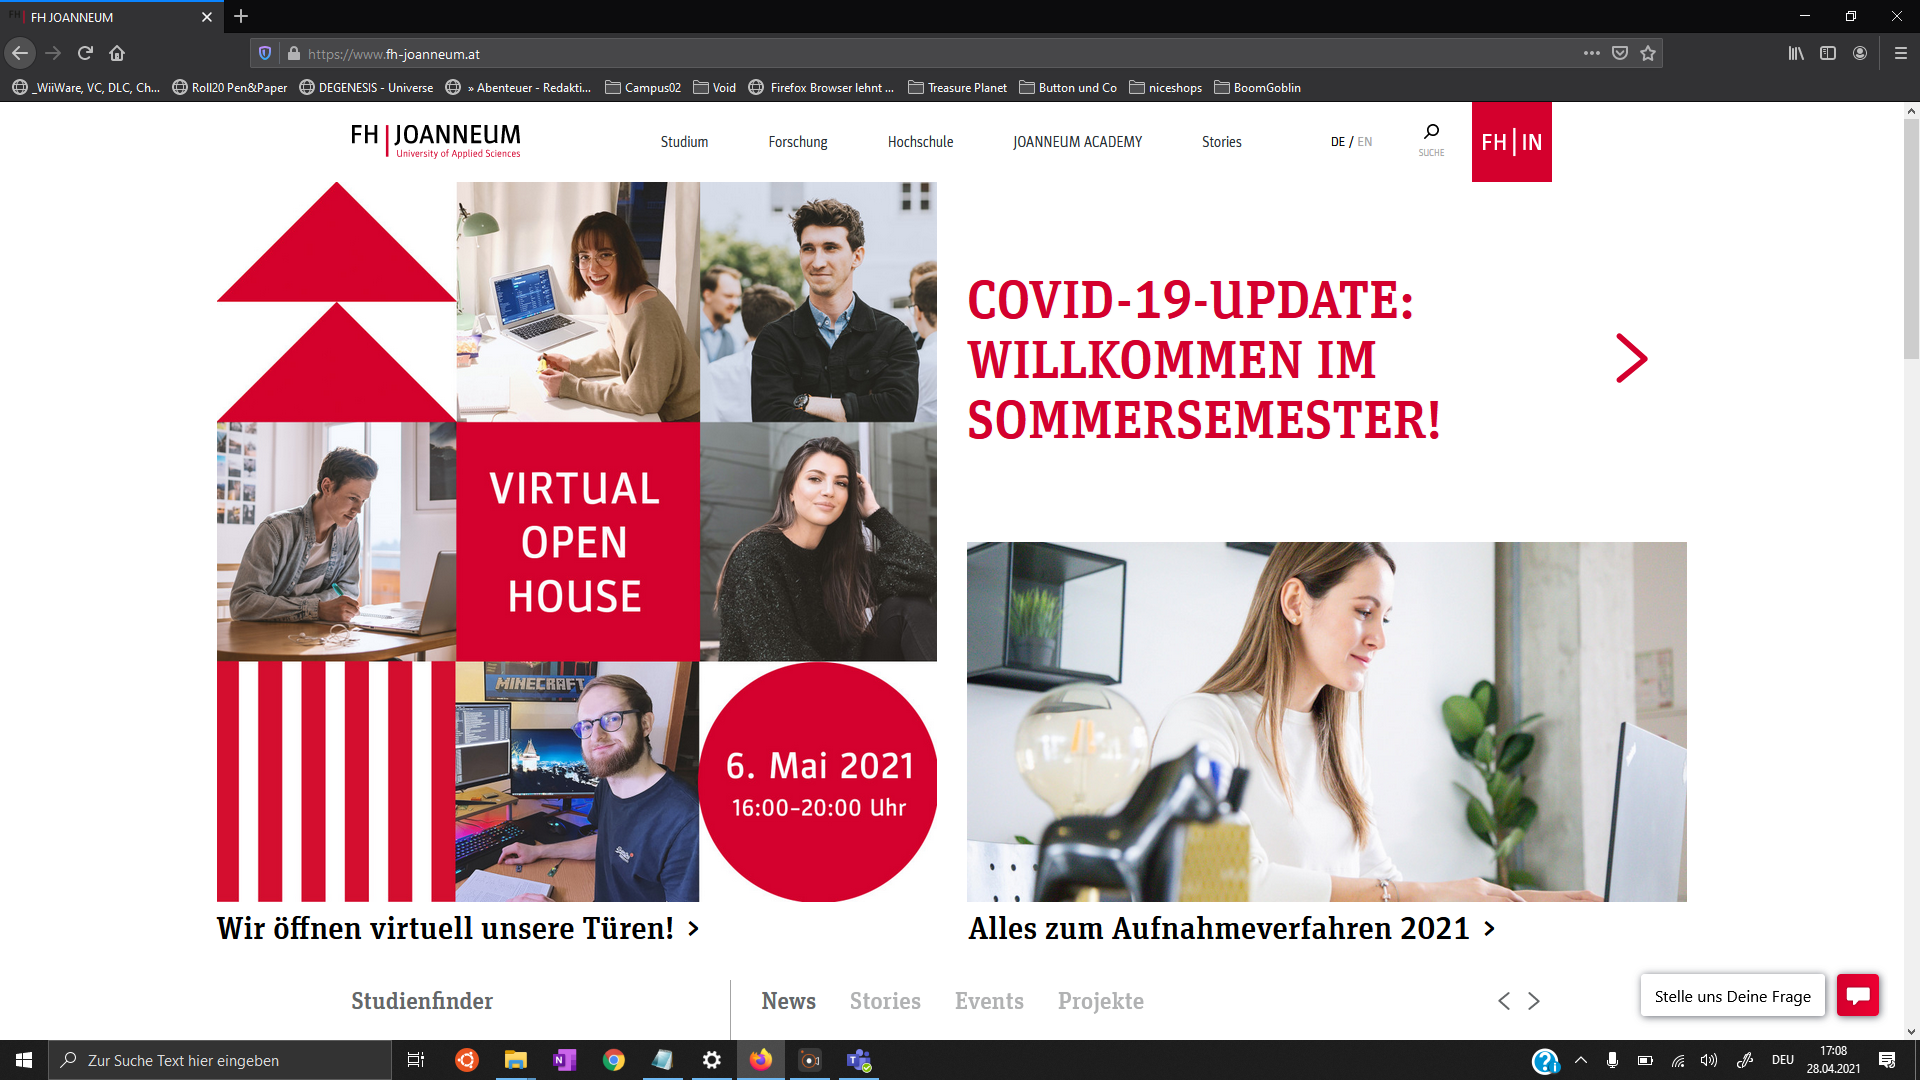 FH JOANNEUM
https://www.fh-joanneum.at
_WiiWare, VC, DLC, Ch...
Roll20 Pen&Paper
DEGENESIS - Universe
» Abenteuer - Redakti...
Campus02
Void
Firefox Browser lehnt ...
Treasure Planet
Button und Co
niceshops
BoomGoblin
FH JOANNEUM
University of Applied Sciences
Studium
Forschung
Hochschule
JOANNEUM ACADEMY
Stories
DE / EN
SUCHE
FH|IN
VIRTUAL
OPEN
HOUSE
MINECRAFT
6. Mai 2021
16:00-20:00 Uhr
Wir öffnen virtuell unsere Türen!
COVID-19-UPDATE:
WILLKOMMEN IM
SOMMERSEMESTER!
Alles zum Aufnahmeverfahren 2021
Studienfinder
News
Stories
Events
Projekte
Stelle uns Deine Frage
Zur Suche Text hier eingeben
DEU
17:08
28.04.2021